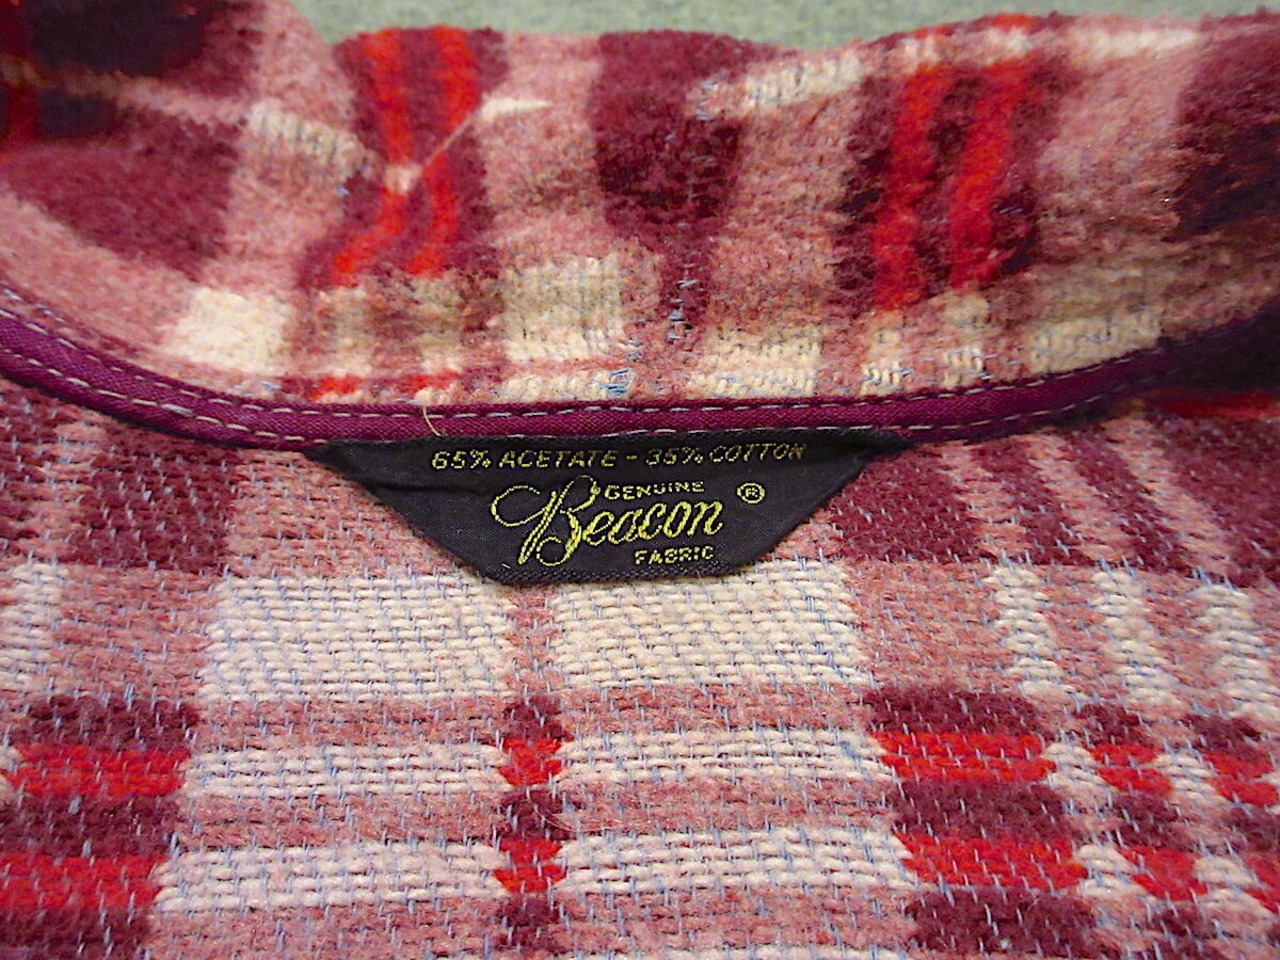 65% ACETATE - 35% COTTON
GENUINE ®
Beacon
FABRIC